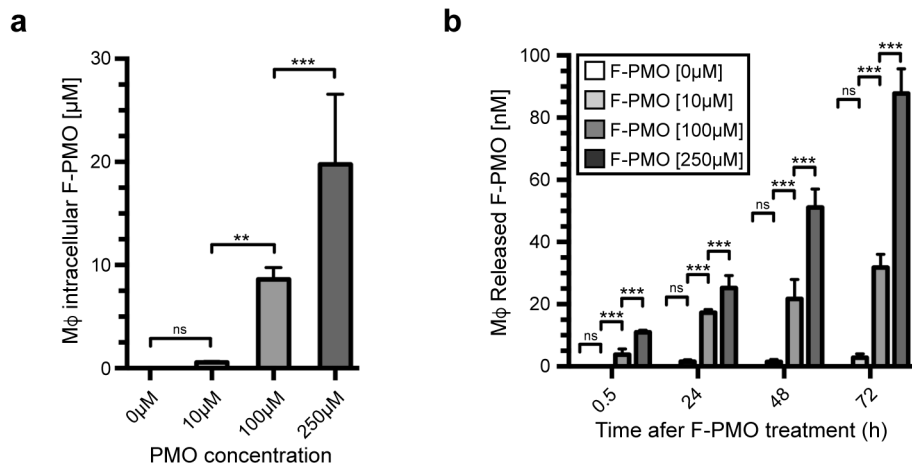 a
Mφ intracellular F-PMO [µM]
30
20
10
0
ns
**
***
0µM
10µM
100µM
250µM
PMO concentration
b
Mφ Released F-PMO [nM]
100
80
60
40
20
0
F-PMO [0µM]
F-PMO [10µM]
F-PMO [100µM]
F-PMO [250µM]
ns
***
***
ns
***
***
ns
***
***
ns
***
***
0.5
24
48
72
Time afer F-PMO treatment (h)